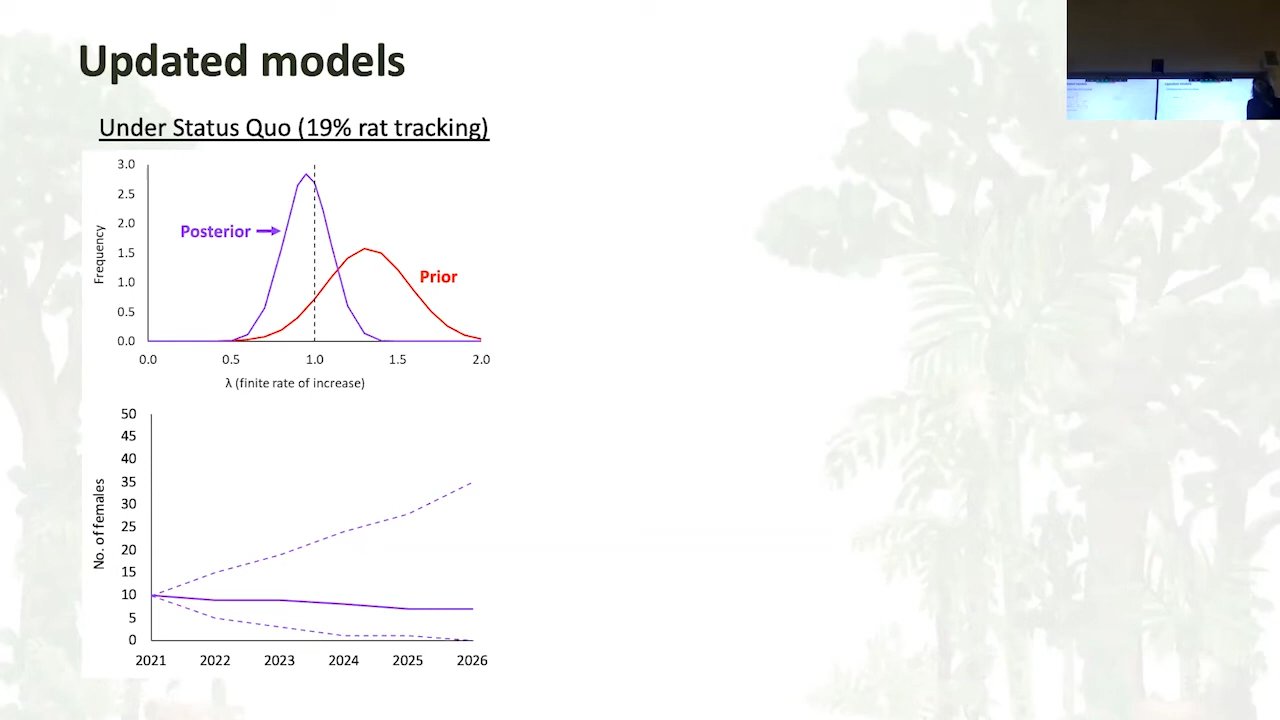 Updated models
Under Status Quo (19% rat tracking)
3.0
2.5
2.0
1.5
1.0
0.5
0.0
Frequency
Posterior
Prior
0.0 0.5 1.0 1.5 2.0
λ (finite rate of increase)
50
45
40
35
30
25
20
15
10
5
0
No. of females
2021 2022 2023 2024 2025 2026